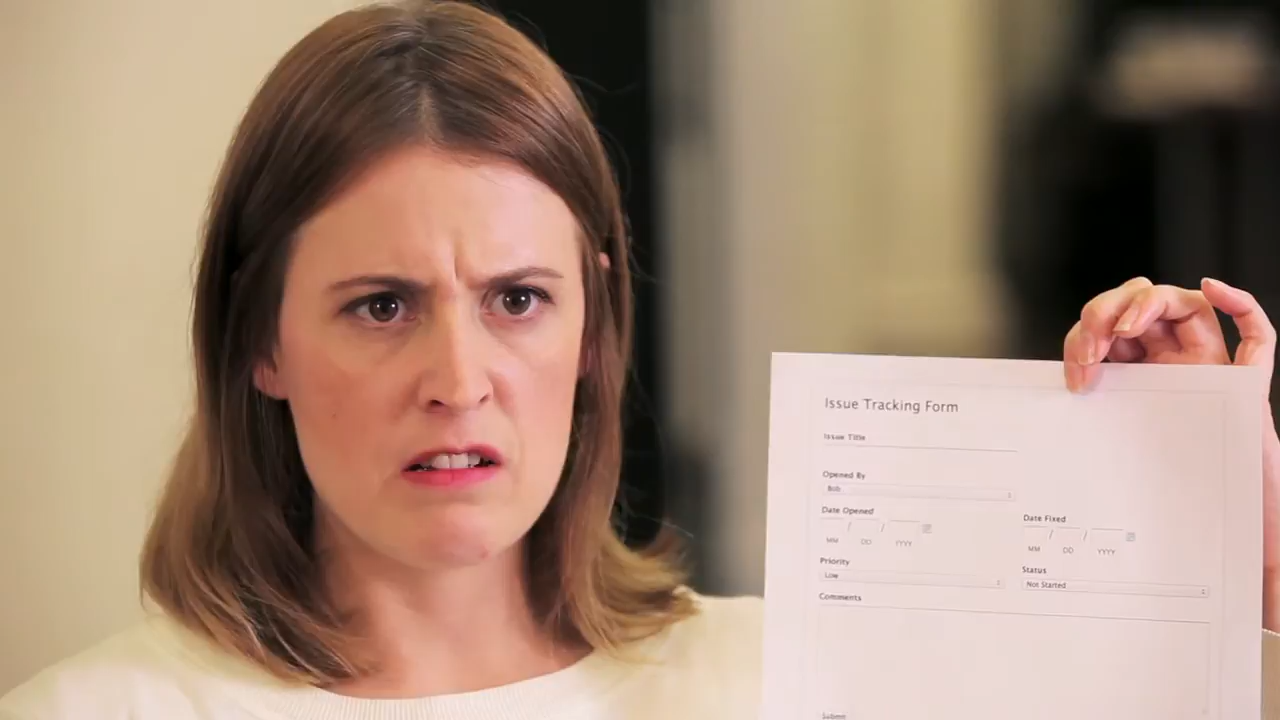 Issue Tracking Form
Issue Title
Opened By
Bob
Date Opened
Date Fixed
/ /
/ /
MM DD YYYY
MM DD YYYY
Priority
Status
Low
Not Started
Comments
Submit